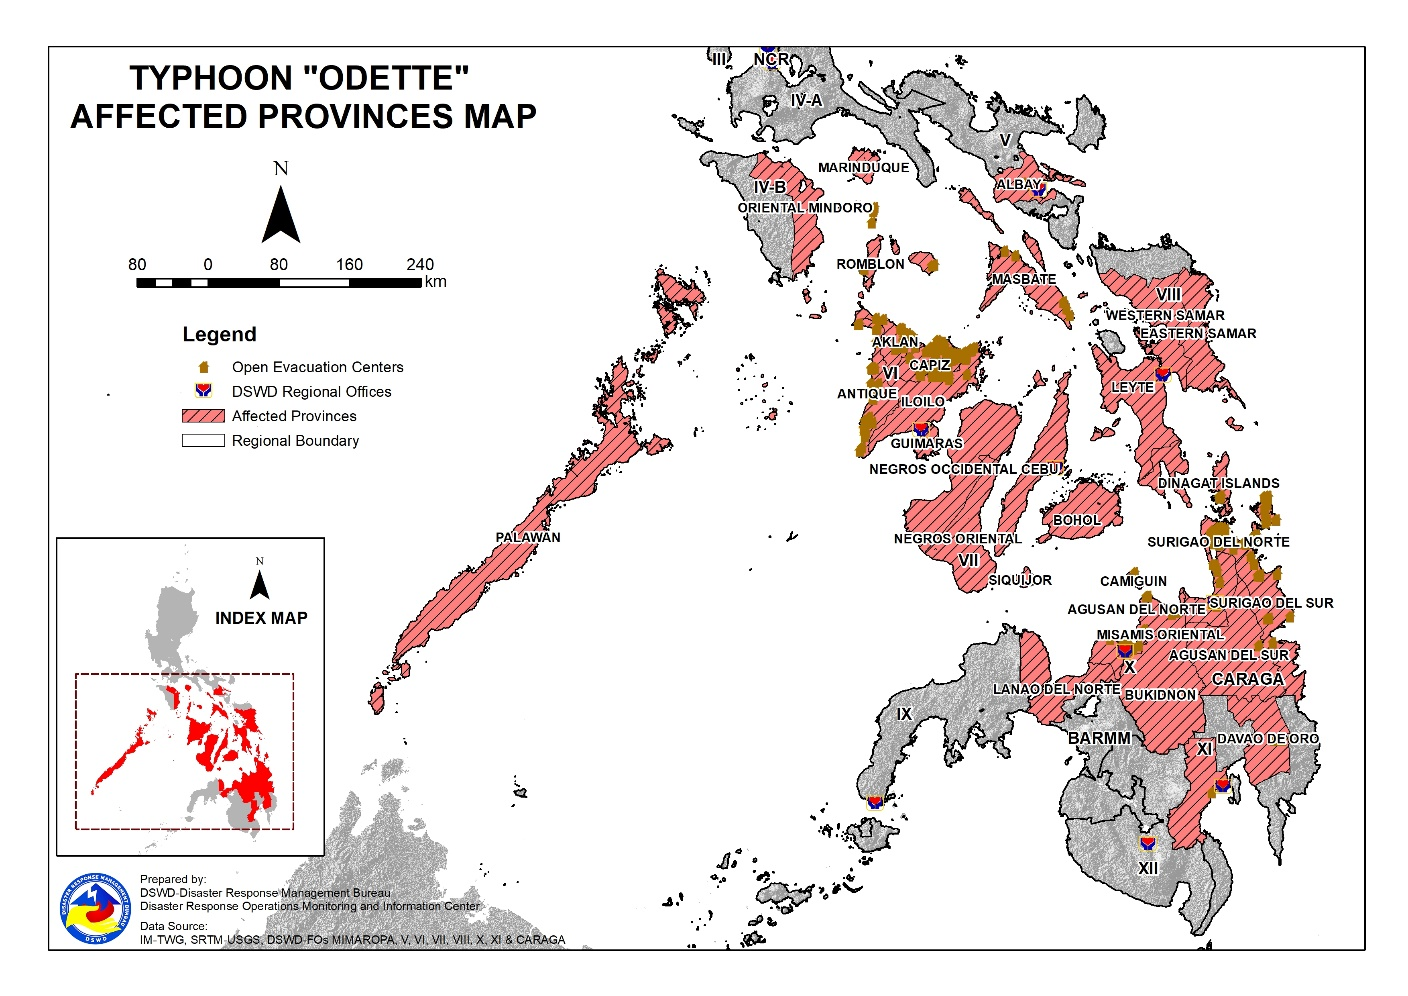 TYPHOON "ODETTE"
AFFECTED PROVINCES MAP
N
80 0 80 160 240
km
Legend
Open Evacuation Centers
DSWD Regional Offices
Affected Provinces
Regional Boundary
III
NCR
IV-A
V
MARINDUQUE
ALBAY
IV-B
ORIENTAL MINDORO
ROMBLON
MASBATE
VIII
WESTERN SAMAR
EASTERN SAMAR
AKLAN
CAPIZ
VI
ANTIQUE
ILOILO
LEYTE
GUIMARAS
NEGROS OCCIDENTAL
CEBU
DINAGAT ISLANDS
BOHOL
PALAWAN
NEGROS ORIENTAL
SURIGAO DEL NORTE
VII
SIQUIJOR
CAMIGUIN
AGUSAN DEL NORTE
SURIGAO DEL SUR
MISAMIS ORIENTAL
AGUSAN DEL SUR
X
CARAGA
LANAO DEL NORTE
BUKIDNON
IX
BARMM
XI
DAVAO DE ORO
XII
N
INDEX MAP
DISASTER RESPONSE MANAGEMENT BUREAU
DSWD
Prepared by:
DSWD-Disaster Response Management Bureau
Disaster Response Operations Monitoring and Information Center
Data Source:
IM-TWG, SRTM USGS, DSWD-FOs MIMAROPA, V, VI, VII, VIII, X, XI & CARAGA